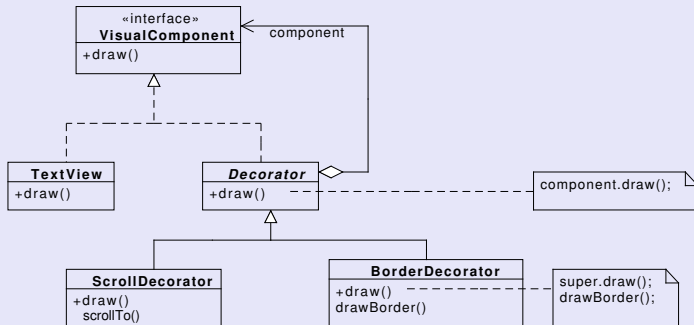 «interface»
VisualComponent
+draw()
component
TextView
+draw()
Decorator
+draw()
component.draw();
ScrollDecorator
+draw()
scrollTo()
BorderDecorator
+draw()
drawBorder()
super.draw();
drawBorder();